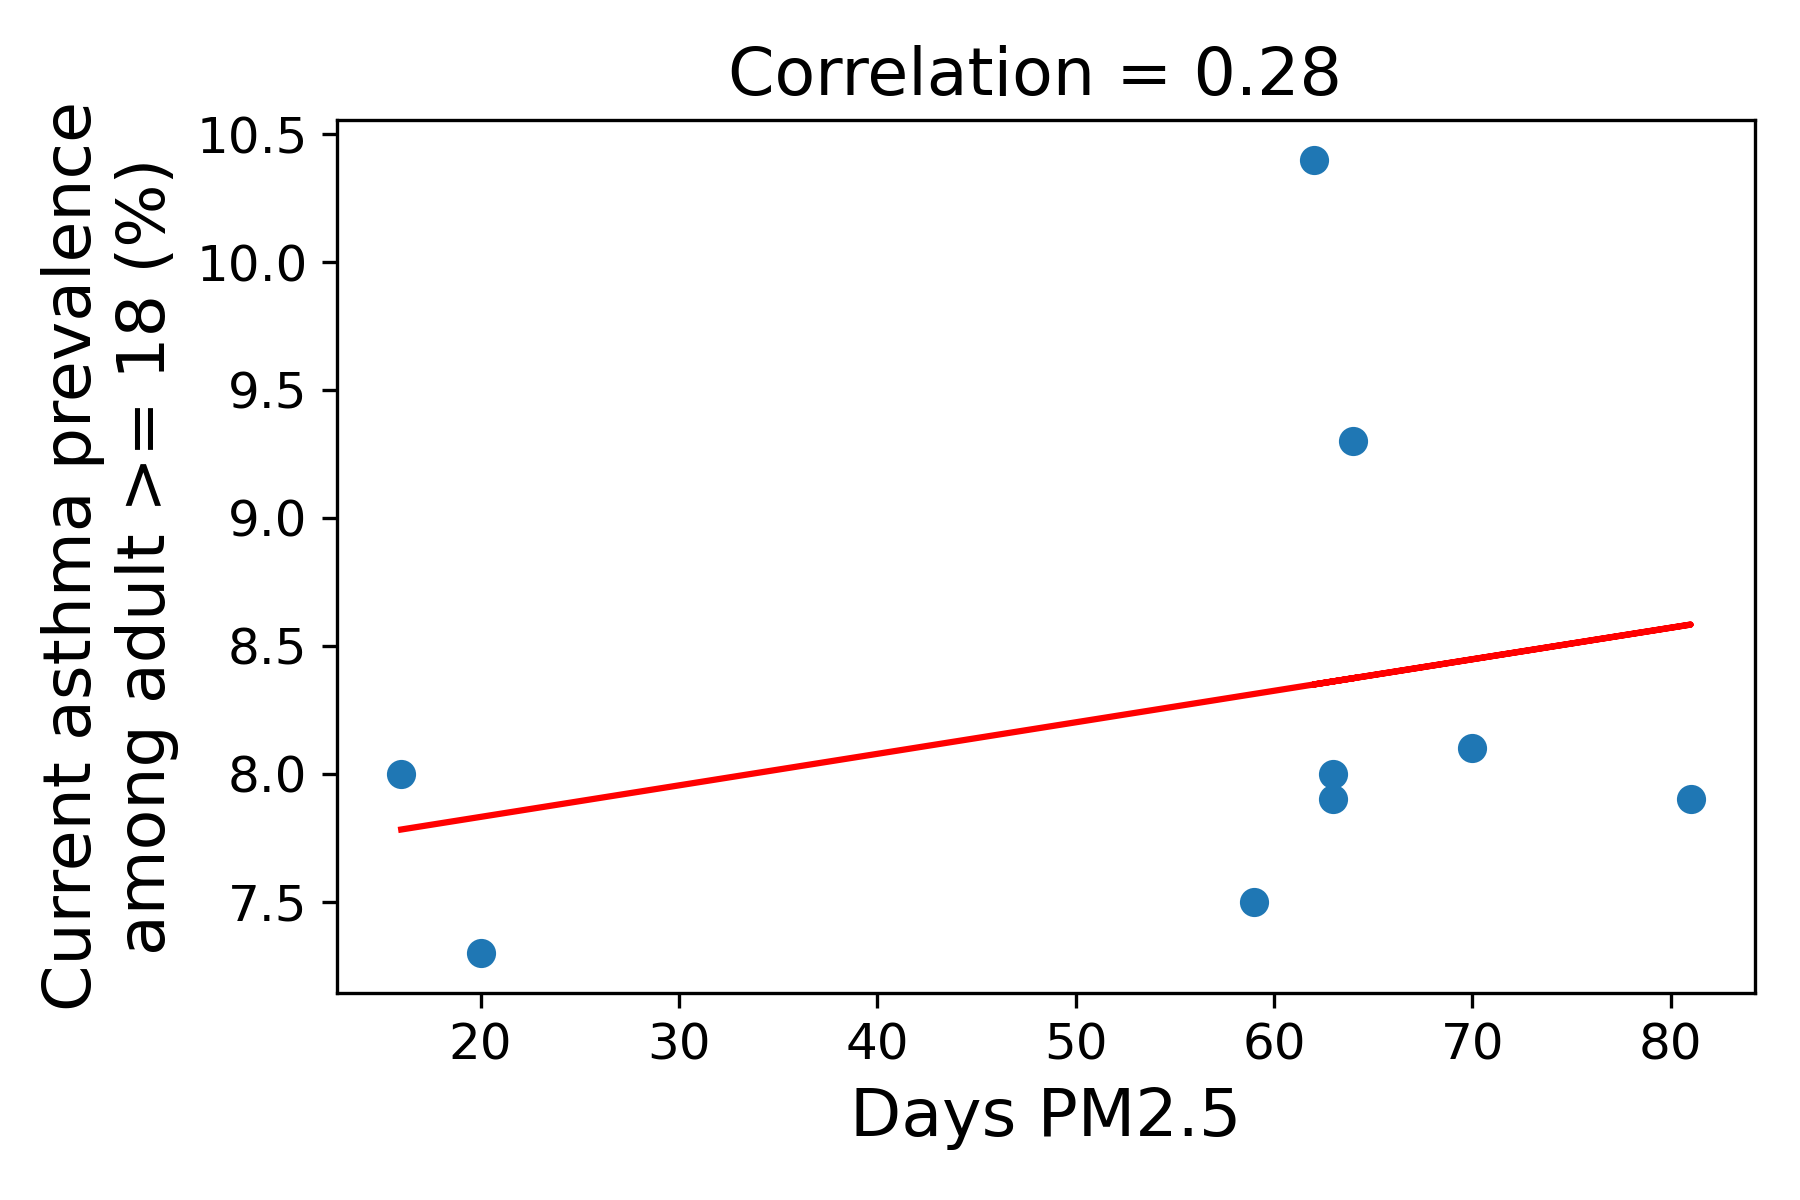 Correlation = 0.28
Current asthma prevalence
among adult >= 18 (%)
10.5
10.0
9.5
9.0
8.5
8.0
7.5
20 30 40 50 60 70 80
Days PM2.5